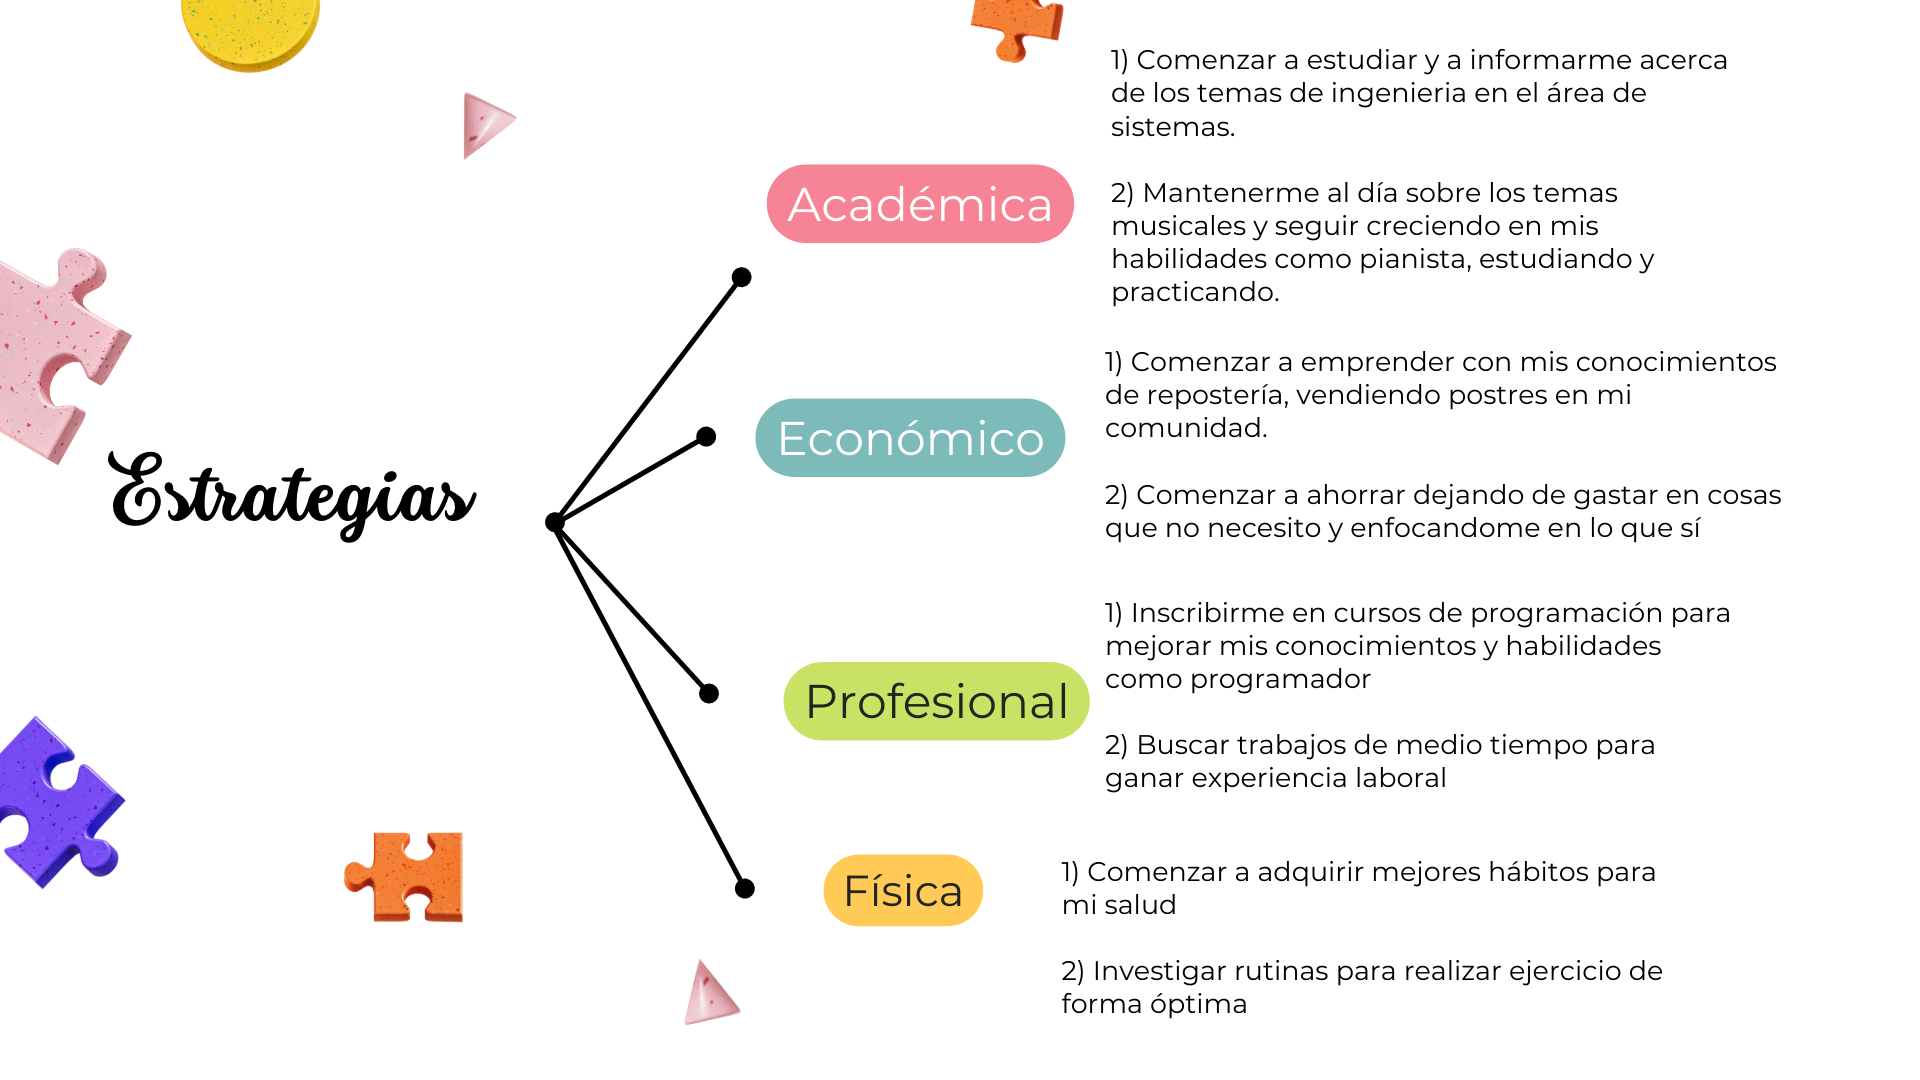 Estrategias
Académica
1) Comenzar a estudiar y a informarme acerca
de los temas de ingenieria en el área de
sistemas.
2) Mantenerme al día sobre los temas
musicales y seguir creciendo en mis
habilidades como pianista, estudiando y
practicando.
Económico
1) Comenzar a emprender con mis conocimientos
de repostería, vendiendo postres en mi
comunidad.
2) Comenzar a ahorrar dejando de gastar en cosas
que no necesito y enfocandome en lo que sí
Profesional
1) Inscribirme en cursos de programación para
mejorar mis conocimientos y habilidades
como programador
2) Buscar trabajos de medio tiempo para
ganar experiencia laboral
Física
1) Comenzar a adquirir mejores hábitos para
mi salud
2) Investigar rutinas para realizar ejercicio de
forma óptima